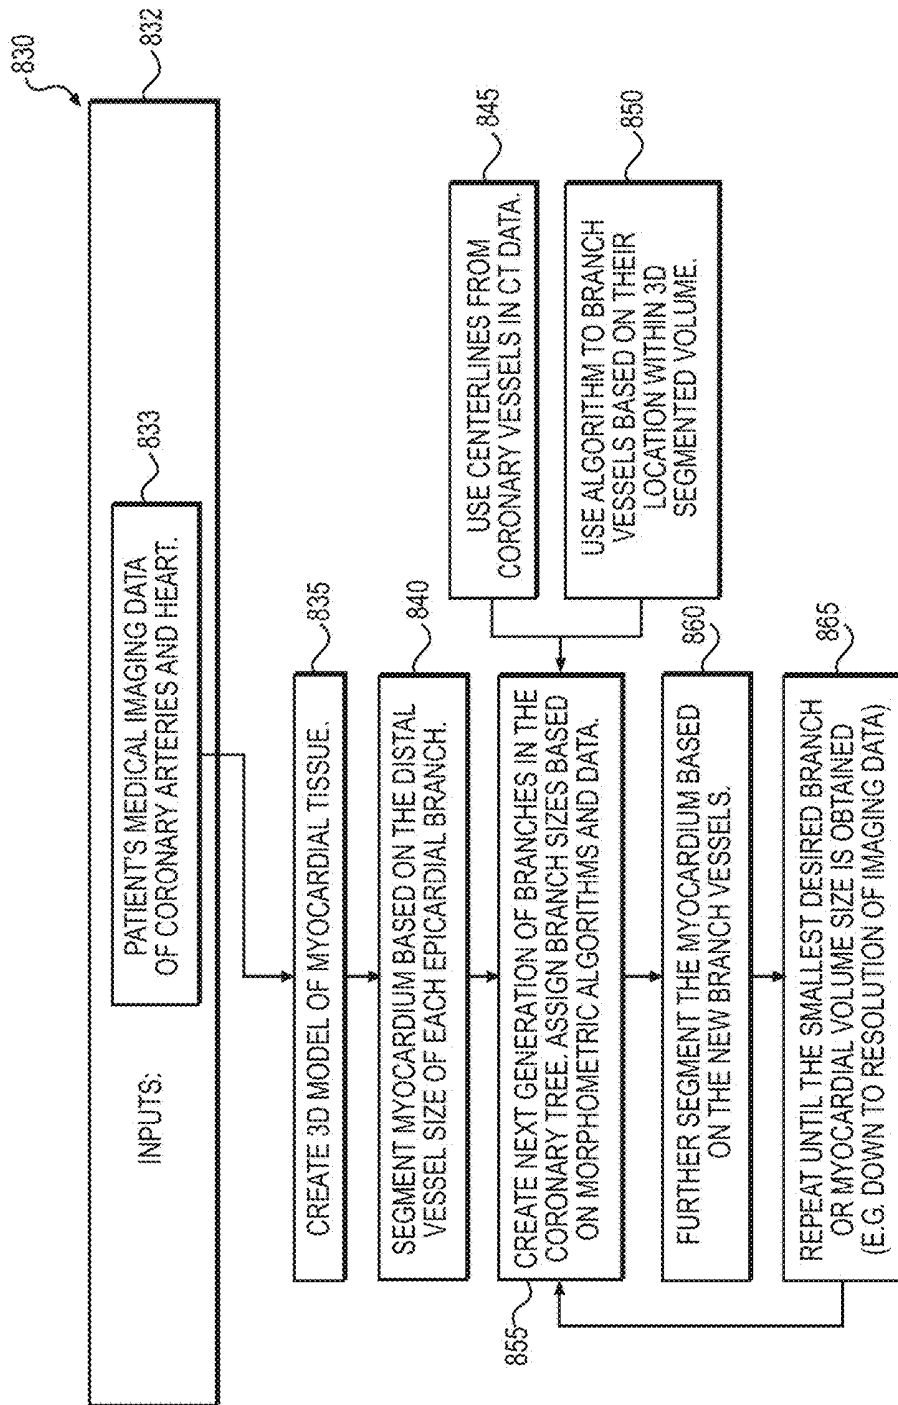 830
832
INPUTS:
833
PATIENT'S MEDICAL IMAGING DATA
OF CORONARY ARTERIES AND HEART.
835
CREATE 3D MODEL OF MYOCARDIAL TISSUE.
840
SEGMENT MYOCARDIUM BASED ON THE DISTAL
VESSEL SIZE OF EACH EPICARDIAL BRANCH.
845
USE CENTERLINES FROM
CORONARY VESSELS IN CT DATA.
850
USE ALGORITHM TO BRANCH
VESSELS BASED ON THEIR
LOCATION WITHIN 3D
SEGMENTED VOLUME.
855
CREATE NEXT GENERATION OF BRANCHES IN THE
CORONARY TREE. ASSIGN BRANCH SIZES BASED
ON MORPHOMETRIC ALGORITHMS AND DATA.
860
FURTHER SEGMENT THE MYOCARDIUM BASED
ON THE NEW BRANCH VESSELS.
865
REPEAT UNTIL THE SMALLEST DESIRED BRANCH
OR MYOCARDIAL VOLUME SIZE IS OBTAINED
(E.G. DOWN TO RESOLUTION OF IMAGING DATA)